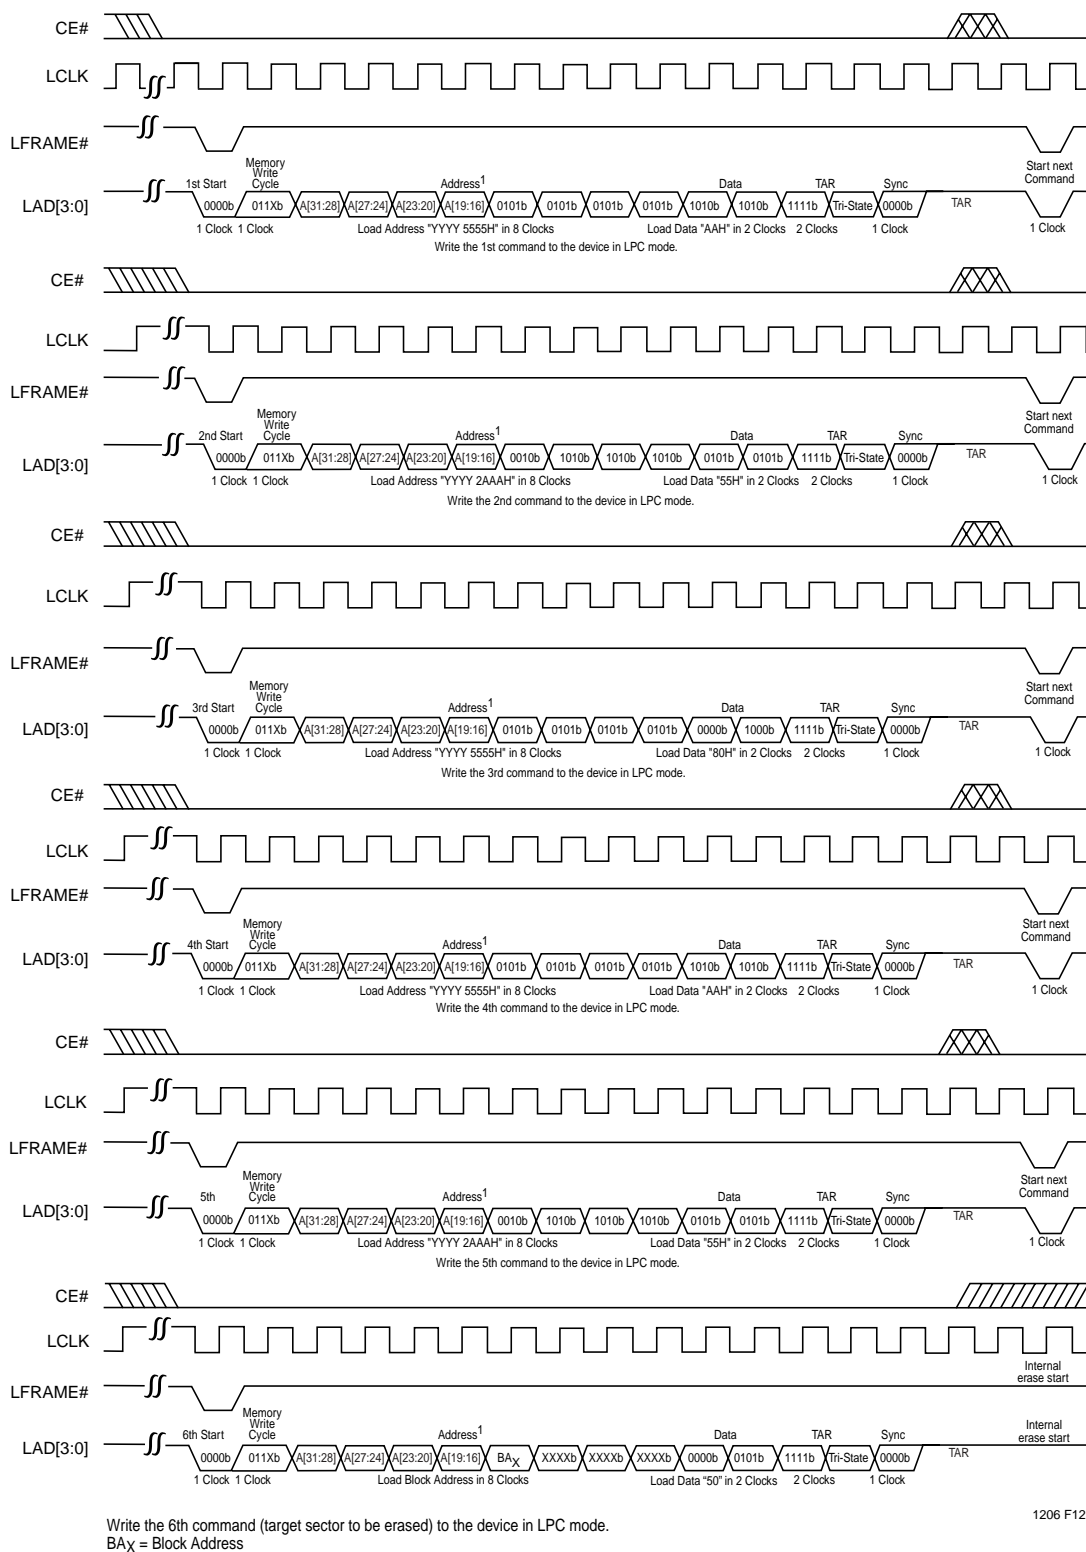 CE#
LCLK
LFRAME#
Start next
Command
LAD[3:0]
1st Start
Memory
Write
Cycle
Address1
Data
TAR
Sync
0000b 011Xb A[31:28] A[27:24] A[23:20] A[19:16] 0101b 0101b 0101b 0101b 1010b 1010b 1111b Tri-State 0000b TAR
1 Clock 1 Clock Load Address "YYYY 5555H" in 8 Clocks Load Data "AAH" in 2 Clocks 2 Clocks 1 Clock 1 Clock
Write the 1st command to the device in LPC mode.
CE#
LCLK
LFRAME#
Start next
Command
LAD[3:0]
2nd Start
Memory
Write
Cycle
Address1
Data
TAR
Sync
0000b 011Xb A[31:28] A[27:24] A[23:20] A[19:16] 0010b 1010b 1010b 1010b 0101b 0101b 1111b Tri-State 0000b TAR
1 Clock 1 Clock Load Address "YYYY 2AAAH" in 8 Clocks Load Data "55H" in 2 Clocks 2 Clocks 1 Clock 1 Clock
Write the 2nd command to the device in LPC mode.
CE#
LCLK
LFRAME#
Start next
Command
LAD[3:0]
3rd Start
Memory
Write
Cycle
Address1
Data
TAR
Sync
0000b 011Xb A[31:28] A[27:24] A[23:20] A[19:16] 0101b 0101b 0101b 0101b 0000b 1000b 1111b Tri-State 0000b TAR
1 Clock 1 Clock Load Address "YYYY 5555H" in 8 Clocks Load Data "80H" in 2 Clocks 2 Clocks 1 Clock 1 Clock
Write the 3rd command to the device in LPC mode.
CE#
LCLK
LFRAME#
Start next
Command
LAD[3:0]
4th Start
Memory
Write
Cycle
Address1
Data
TAR
Sync
0000b 011Xb A[31:28] A[27:24] A[23:20] A[19:16] 0101b 0101b 0101b 0101b 1010b 1010b 1111b Tri-State 0000b TAR
1 Clock 1 Clock Load Address "YYYY 5555H" in 8 Clocks Load Data "AAH" in 2 Clocks 2 Clocks 1 Clock 1 Clock
Write the 4th command to the device in LPC mode.
CE#
LCLK
LFRAME#
Start next
Command
LAD[3:0]
5th
Memory
Write
Cycle
Address1
Data
TAR
Sync
0000b 011Xb A[31:28] A[27:24] A[23:20] A[19:16] 0010b 1010b 1010b 1010b 0101b 0101b 1111b Tri-State 0000b TAR
1 Clock 1 Clock Load Address "YYYY 2AAAH" in 8 Clocks Load Data "55H" in 2 Clocks 2 Clocks 1 Clock 1 Clock
Write the 5th command to the device in LPC mode.
CE#
LCLK
Internal
erase start
LFRAME#
LAD[3:0]
6th Start
Memory
Write
Cycle
Address1
Data
TAR
Sync
Internal
erase start
0000b 011Xb A[31:28] A[27:24] A[23:20] A[19:16] BAX XXXXb XXXXb XXXXb 0000b 0101b 1111b Tri-State 0000b TAR
1 Clock 1 Clock Load Block Address in 8 Clocks Load Data “50” in 2 Clocks 2 Clocks 1 Clock
1206 F12
Write the 6th command (target sector to be erased) to the device in LPC mode.
BAX = Block Address